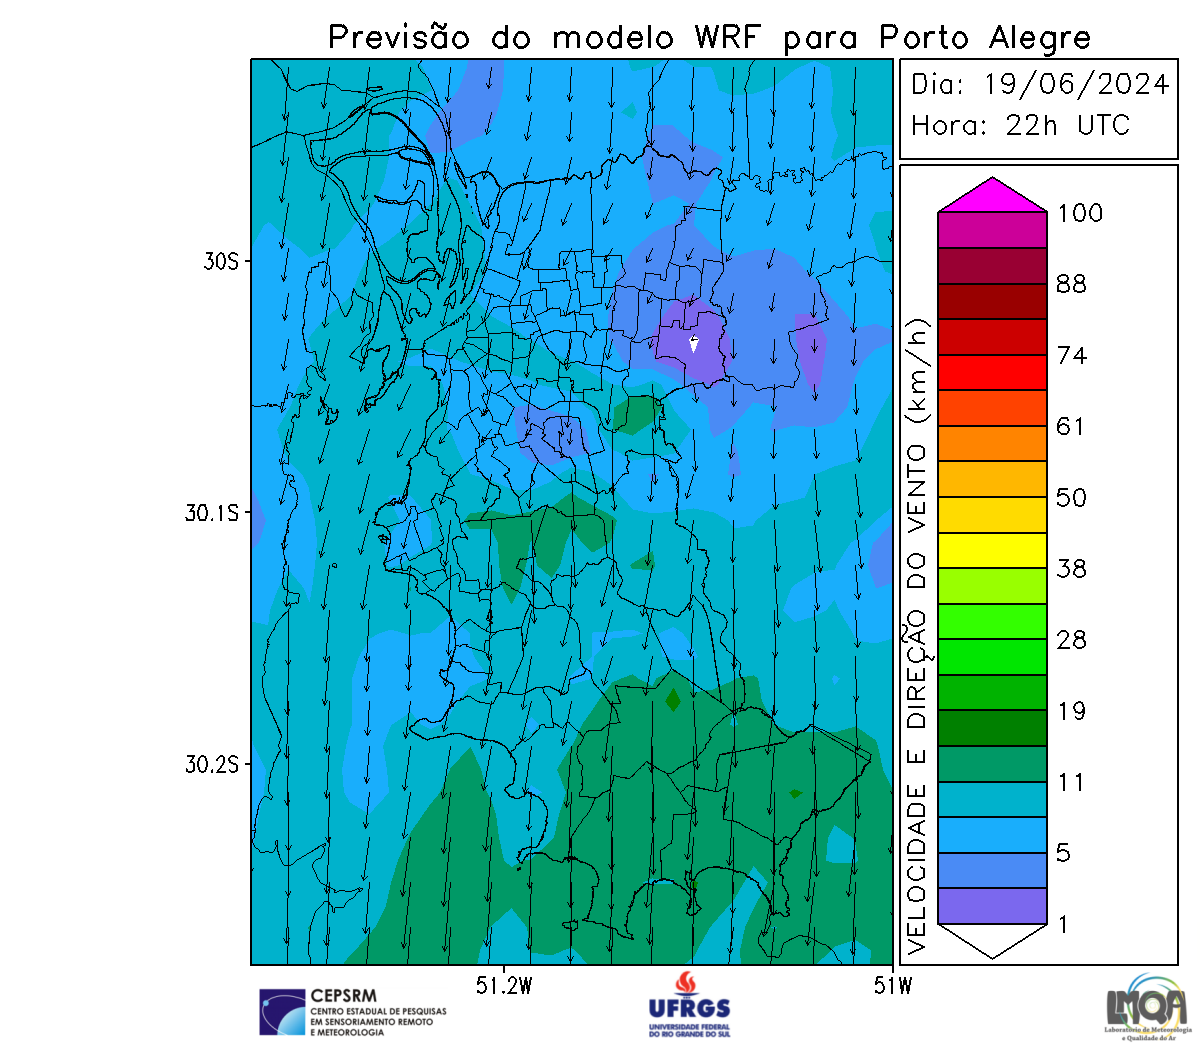 Previsão do modelo WRF para Porto Alegre
Dia: 19/06/2024
Hora: 22h UTC
30S
30.1S
30.2S
51.2W
51W
VELOCIDADE E DIREÇÃO DO VENTO (km/h)
100
88
74
61
50
38
28
19
11
5
1
CEPSRM
CENTRO ESTADUAL DE PESQUISAS
EM SENSORIAMENTO REMOTO
E METEOROLOGIA
UFRGS
UNIVERSIDADE FEDERAL
DO RIO GRANDE DO SUL
LMQA
Laboratório de Meteorologia
e Qualidade do Ar